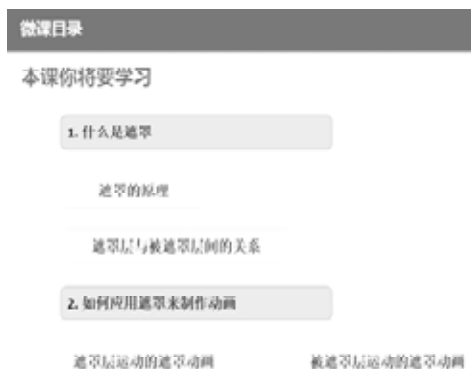 微课目录
本课你将要学习
1. 什么是遮罩
遮罩的原理
遮罩层与被遮罩层间的关系
2. 如何应用遮罩来制作动画
遮罩层运动的遮罩动画 被遮罩层运动的遮罩动画